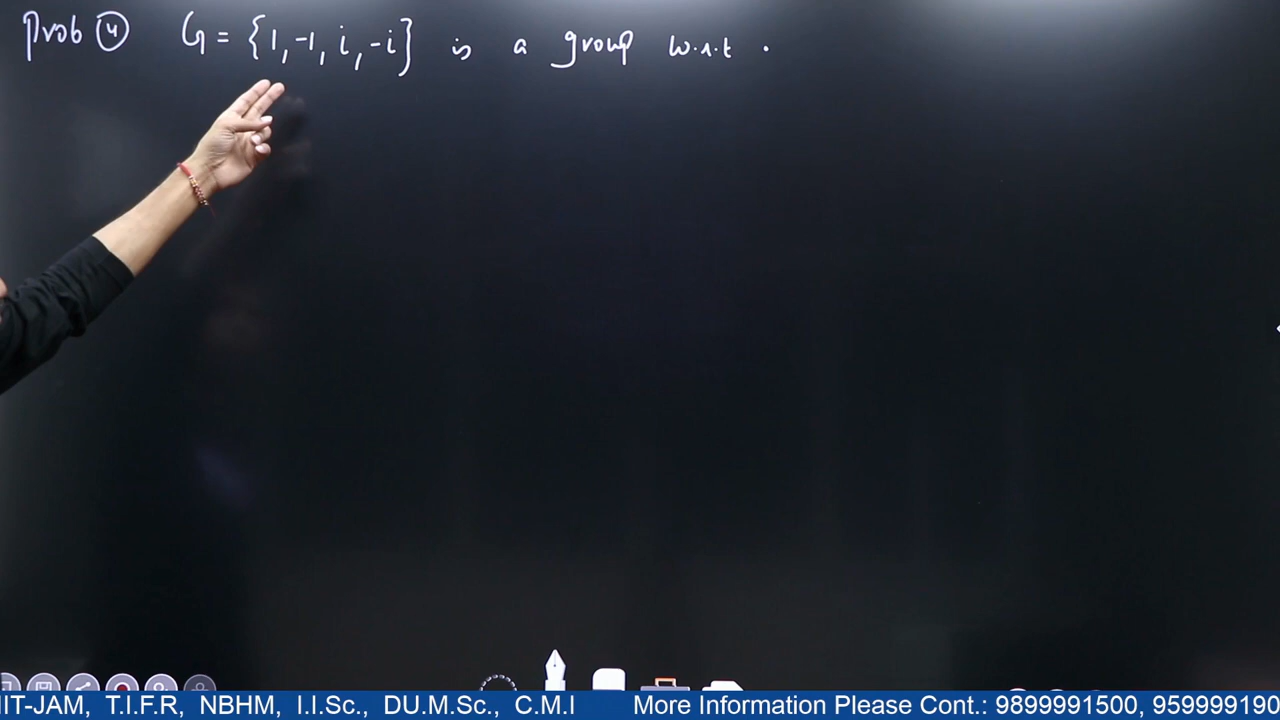 Prob ④ G = {1, -1, i, -i} is a group w.r.t .
IIT-JAM, T.I.F.R, NBHM, I.I.Sc., DU.M.Sc., C.M.I More Information Please Cont.: 9899991500, 959999190